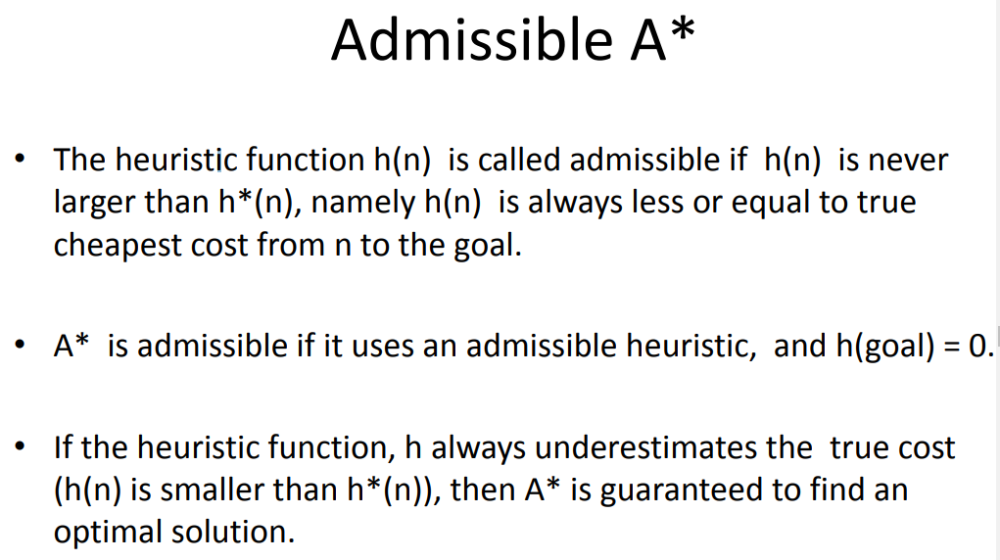 Admissible A*
• The heuristic function h(n) is called admissible if h(n) is never
larger than h*(n), namely h(n) is always less or equal to true
cheapest cost from n to the goal.
• A* is admissible if it uses an admissible heuristic, and h(goal) = 0.
• If the heuristic function, h always underestimates the true cost
(h(n) is smaller than h*(n)), then A* is guaranteed to find an
optimal solution.